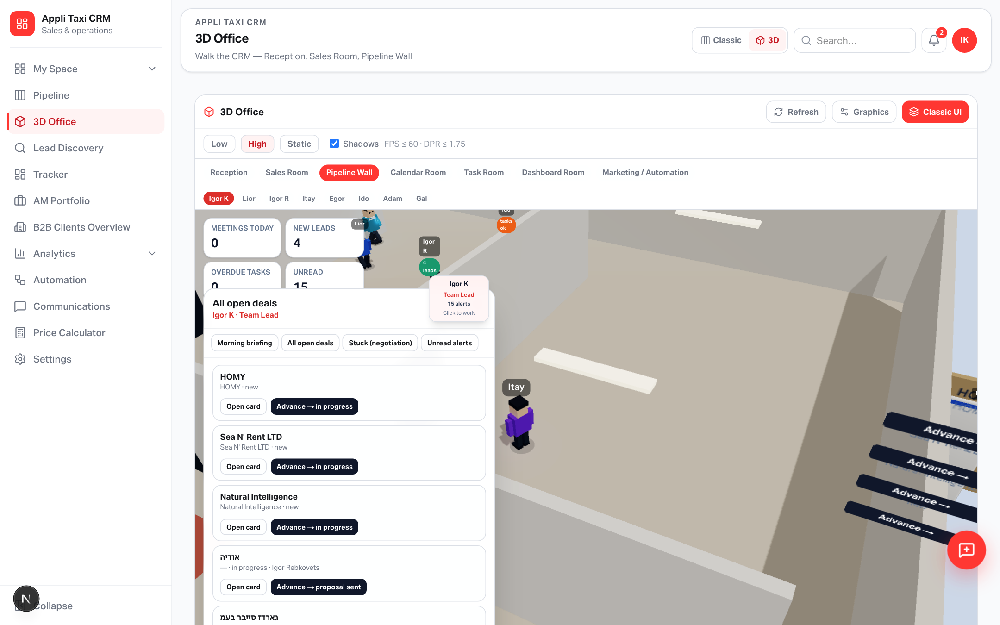 Appli Taxi CRM
Sales & operations
My Space
Pipeline
3D Office
Lead Discovery
Tracker
AM Portfolio
B2B Clients Overview
Analytics
Automation
Communications
Price Calculator
Settings
N
Collapse
APPLI TAXI CRM
3D Office
Walk the CRM — Reception, Sales Room, Pipeline Wall
Classic
3D
Search...
2
IK
3D Office
Refresh
Graphics
Classic UI
Low
High
Static
Shadows
FPS ≤ 60 · DPR ≤ 1.75
Reception
Sales Room
Pipeline Wall
Calendar Room
Task Room
Dashboard Room
Marketing / Automation
Igor K
Lior
Igor R
Itay
Egor
Ido
Adam
Gal
MEETINGS TODAY
0
NEW LEADS
4
OVERDUE TASKS
0
UNREAD
15
Lior
Ido
tasks
ok
Igor
R
4
leads
Igor K
Team Lead
15 alerts
Click to work
All open deals
Igor K · Team Lead
Morning briefing
All open deals
Stuck (negotiation)
Unread alerts
HOMY
HOMY · new
Open card
Advance → in progress
Sea N' Rent LTD
Sea N' Rent LTD · new
Open card
Advance → in progress
Natural Intelligence
Natural Intelligence · new
Open card
Advance → in progress
אודיה
— · in progress · Igor Rebkovets
Open card
Advance → proposal sent
גארדז סייבר בעמ
Itay
Advance
Advance →
Advance →
Advance →